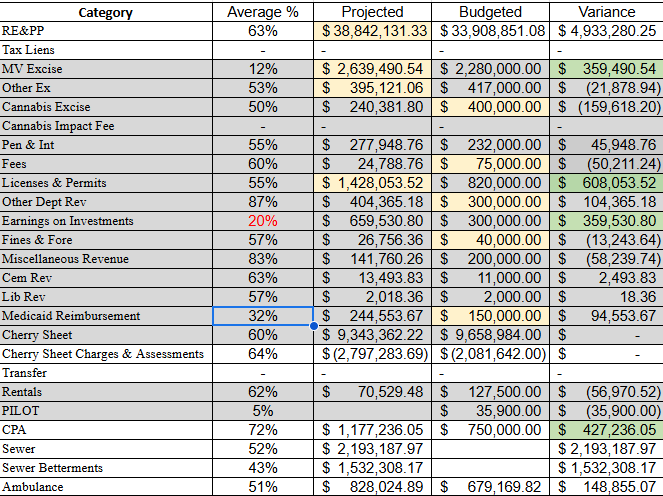 Category Average % Projected Budgeted Variance
RE&PP 63% $ 38,842,131.33 $ 33,908,851.08 $ 4,933,280.25
Tax Liens - - - -
MV Excise 12% $ 2,639,490.54 $ 2,280,000.00 $ 359,490.54
Other Ex 53% $ 395,121.06 $ 417,000.00 $ (21,878.94)
Cannabis Excise 50% $ 240,381.80 $ 400,000.00 $ (159,618.20)
Cannabis Impact Fee - - - -
Pen & Int 55% $ 277,948.76 $ 232,000.00 $ 45,948.76
Fees 60% $ 24,788.76 $ 75,000.00 $ (50,211.24)
Licenses & Permits 55% $ 1,428,053.52 $ 820,000.00 $ 608,053.52
Other Dept Rev 87% $ 404,365.18 $ 300,000.00 $ 104,365.18
Earnings on Investments 20% $ 659,530.80 $ 300,000.00 $ 359,530.80
Fines & Fore 57% $ 26,756.36 $ 40,000.00 $ (13,243.64)
Miscellaneous Revenue 83% $ 141,760.26 $ 200,000.00 $ (58,239.74)
Cem Rev 63% $ 13,493.83 $ 11,000.00 $ 2,493.83
Lib Rev 57% $ 2,018.36 $ 2,000.00 $ 18.36
Medicaid Reimbursement 32% $ 244,553.67 $ 150,000.00 $ 94,553.67
Cherry Sheet 60% $ 9,343,362.22 $ 9,658,984.00 $ -
Cherry Sheet Charges & Assessments 64% $ (2,797,283.69) $ (2,081,642.00) $ -
Transfer - - - -
Rentals 62% $ 70,529.48 $ 127,500.00 $ (56,970.52)
PILOT 5% $ 35,900.00 $ (35,900.00)
CPA 72% $ 1,177,236.05 $ 750,000.00 $ 427,236.05
Sewer 52% $ 2,193,187.97 $ 2,193,187.97
Sewer Betterments 43% $ 1,532,308.17 $ 1,532,308.17
Ambulance 51% $ 828,024.89 $ 679,169.82 $ 148,855.07